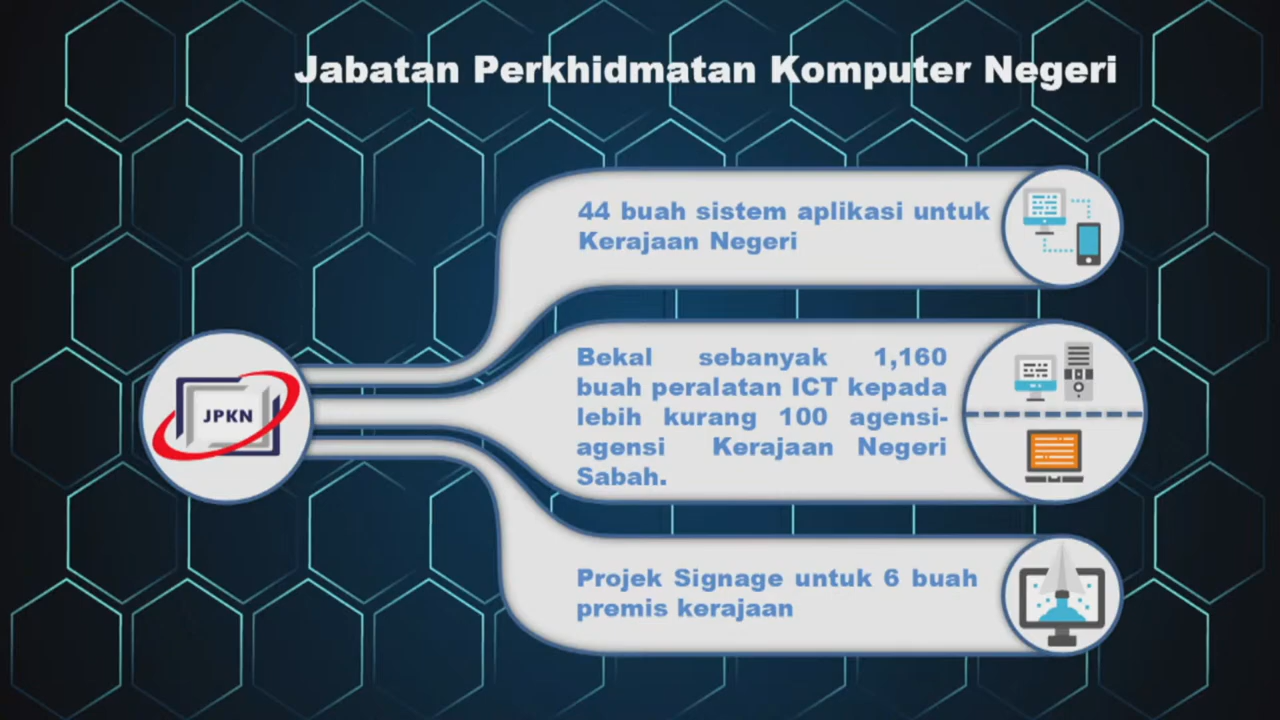 Jabatan Perkhidmatan Komputer Negeri
44 buah sistem aplikasi untuk
Kerajaan Negeri
JPKN
Bekal sebanyak 1,160
buah peralatan ICT kepada
lebih kurang 100 agensi-
agensi Kerajaan Negeri
Sabah.
Projek Signage untuk 6 buah
premis kerajaan